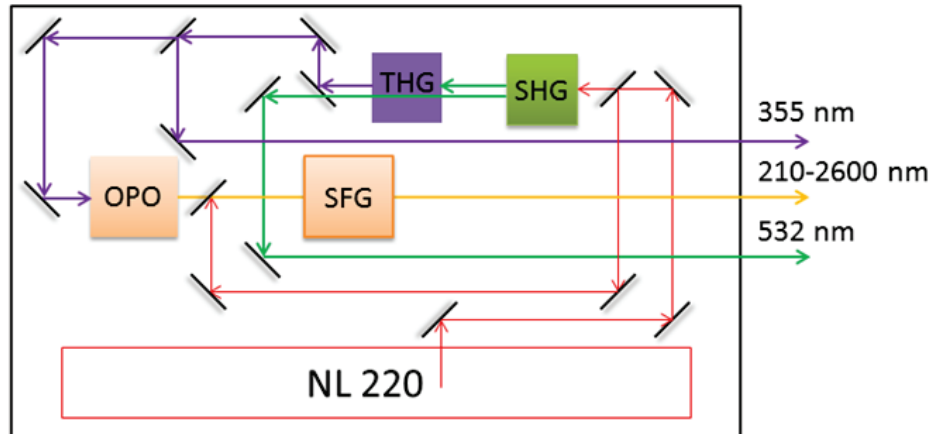 THG
SHG
355 nm
OPO
SFG
210-2600 nm
532 nm
NL 220